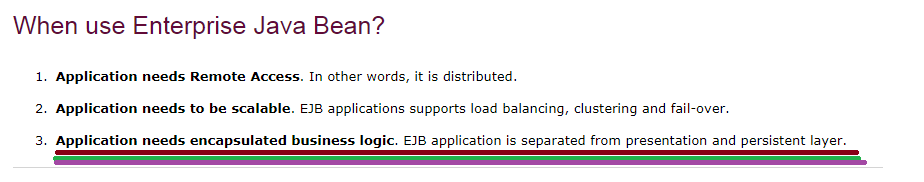 When use Enterprise Java Bean?
1. Application needs Remote Access. In other words, it is distributed.
2. Application needs to be scalable. EJB applications supports load balancing, clustering and fail-over.
3. Application needs encapsulated business logic. EJB application is separated from presentation and persistent layer.